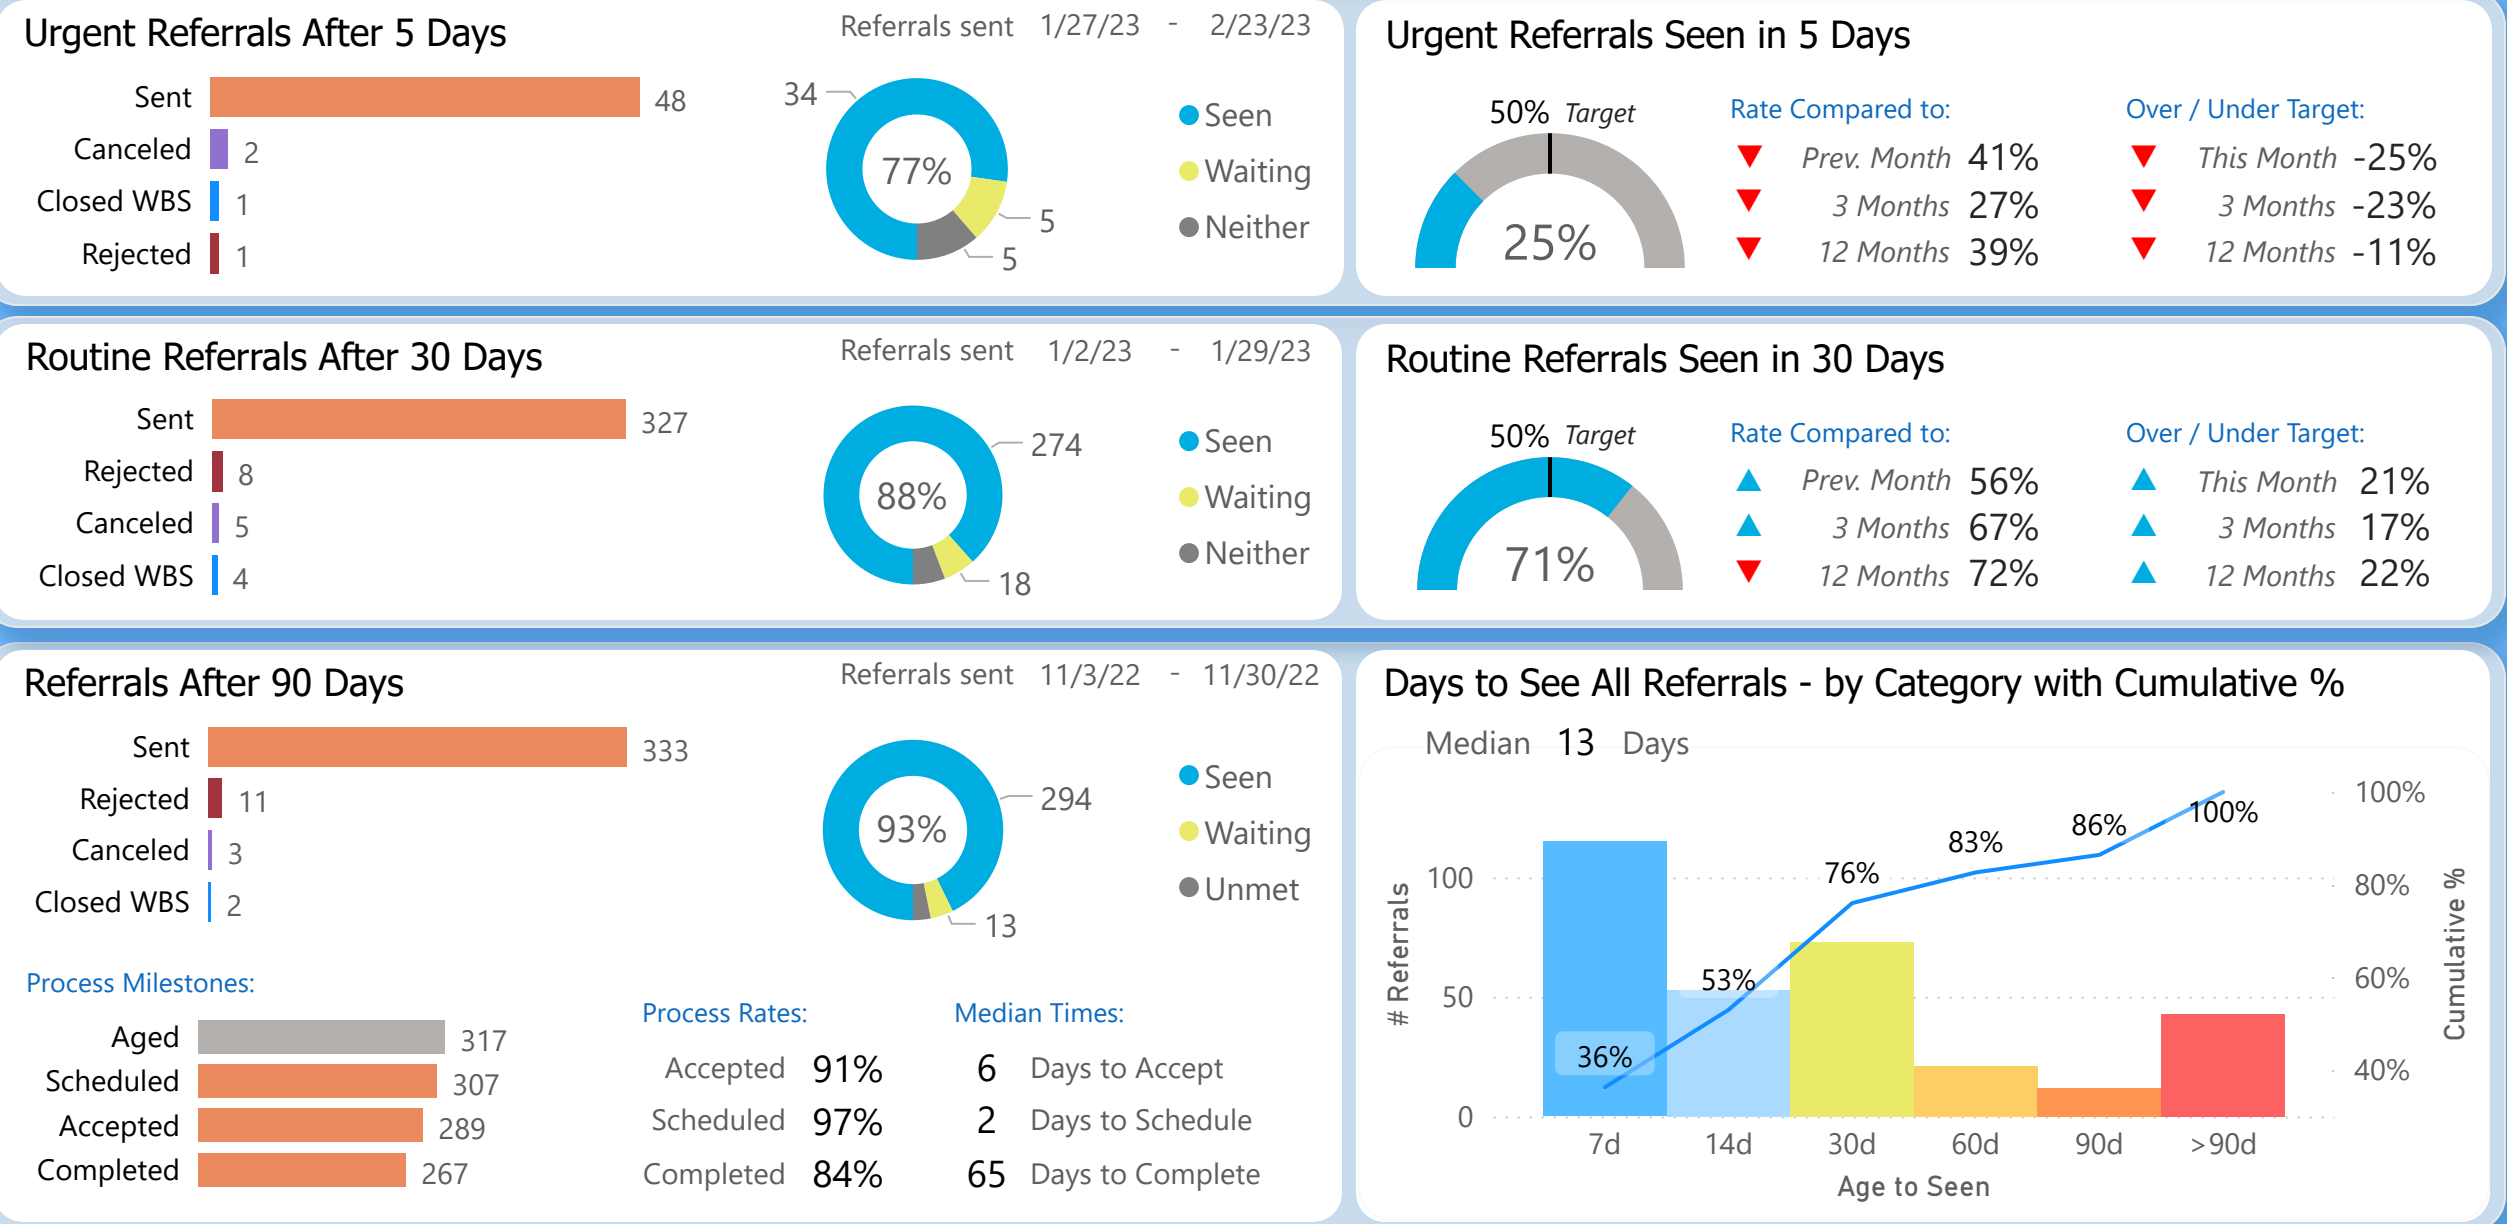 Urgent Referrals After 5 Days
Referrals sent 1/27/23 - 2/23/23
Sent 48
Canceled 2
Closed WBS 1
Rejected 1
34
77%
5
5
Seen
Waiting
Neither
Urgent Referrals Seen in 5 Days
50% Target
25%
Rate Compared to:
Prev. Month 41%
3 Months 27%
12 Months 39%
Over / Under Target:
This Month -25%
3 Months -23%
12 Months -11%
Routine Referrals After 30 Days
Referrals sent 1/2/23 - 1/29/23
Sent 327
Rejected 8
Canceled 5
Closed WBS 4
274
88%
18
Seen
Waiting
Neither
Routine Referrals Seen in 30 Days
50% Target
71%
Rate Compared to:
Prev. Month 56%
3 Months 67%
12 Months 72%
Over / Under Target:
This Month 21%
3 Months 17%
12 Months 22%
Referrals After 90 Days
Referrals sent 11/3/22 - 11/30/22
Sent 333
Rejected 11
Canceled 3
Closed WBS 2
294
93%
13
Seen
Waiting
Unmet
Process Milestones:
Aged 317
Scheduled 307
Accepted 289
Completed 267
Process Rates:
Accepted 91%
Scheduled 97%
Completed 84%
Median Times:
6 Days to Accept
2 Days to Schedule
65 Days to Complete
Days to See All Referrals - by Category with Cumulative %
Median 13 Days
# Referrals
100
50
0
36%
53%
76%
83%
86%
100%
100%
80%
60%
40%
Cumulative %
7d 14d 30d 60d 90d >90d
Age to Seen